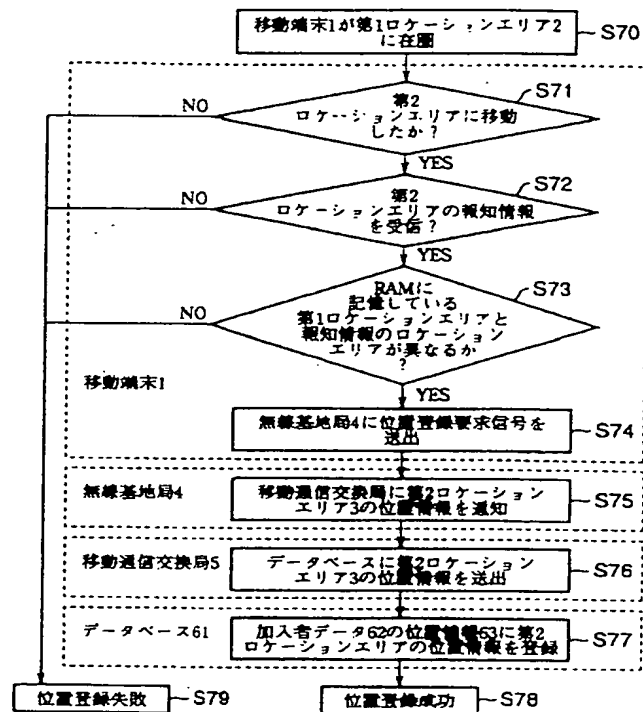 移動端末1が第1ロケーションエリア2
に在圏
S70
S71
第2
ロケーションエリアに移動
したか?
NO
YES
S72
第2
ロケーションエリアの報知情報
を受信?
NO
YES
S73
RAMに
記憶している
第1ロケーションエリアと
報知情報のロケーション
エリアが異なるか
?
NO
YES
移動端末1
無線基地局4に位置登録要求信号を
送出
S74
無線基地局4
移動通信交換局に第2ロケーション
エリア3の位置情報を通知
S75
移動通信交換局5
データベースに第2ロケーション
エリア3の位置情報を送出
S76
データベース61
加入者データ62の位置情報63に第2
ロケーションエリアの位置情報を登録
S77
位置登録失敗
S79
位置登録成功
S78